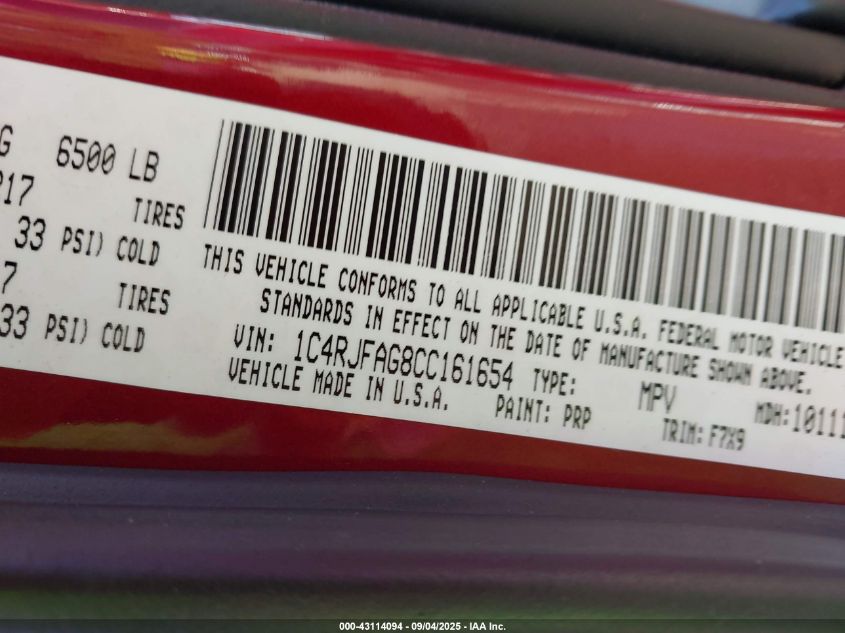 G 6500 LB
P17
TIRES
33 PSI) COLD
7
TIRES
33 PSI) COLD
THIS VEHICLE CONFORMS TO ALL APPLICABLE U.S.A. FEDERAL MOTOR VEHICLE
STANDARDS IN EFFECT ON THE DATE OF MANUFACTURE SHOWN ABOVE.
VIN: 1C4RJFAG8CC161654 TYPE: MPV MDH: 10111
VEHICLE MADE IN U.S.A. PAINT: PRP TRIM: F7X9
000-43114094 - 09/04/2025 - IAA Inc.